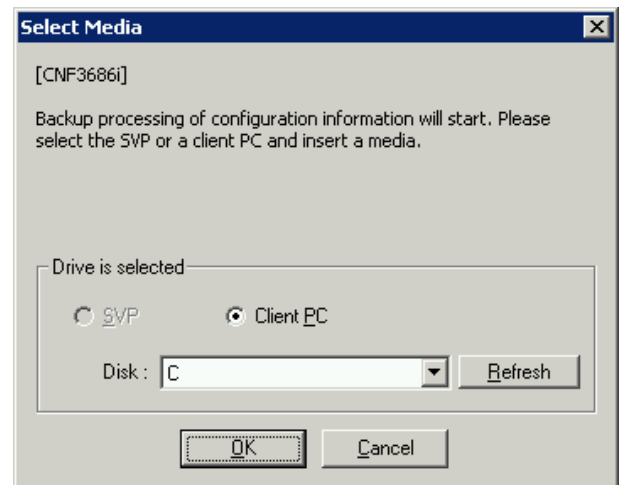 Select Media
[CNF3686i]
Backup processing of configuration information will start. Please
select the SVP or a client PC and insert a media.
Drive is selected
SVP
Client PC
Disk :
C
Refresh
OK
Cancel